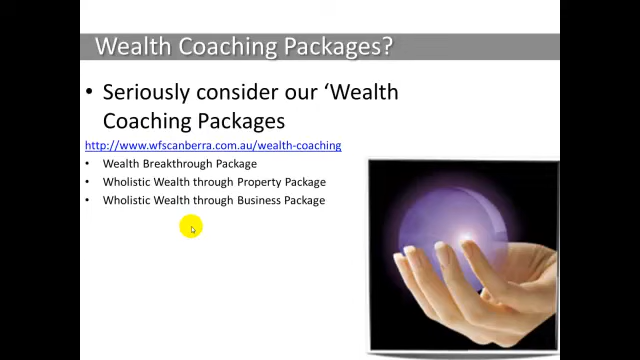 Wealth Coaching Packages?
• Seriously consider our ‘Wealth
Coaching Packages
http://www.wfscanberra.com.au/wealth-coaching
• Wealth Breakthrough Package
• Wholistic Wealth through Property Package
• Wholistic Wealth through Business Package